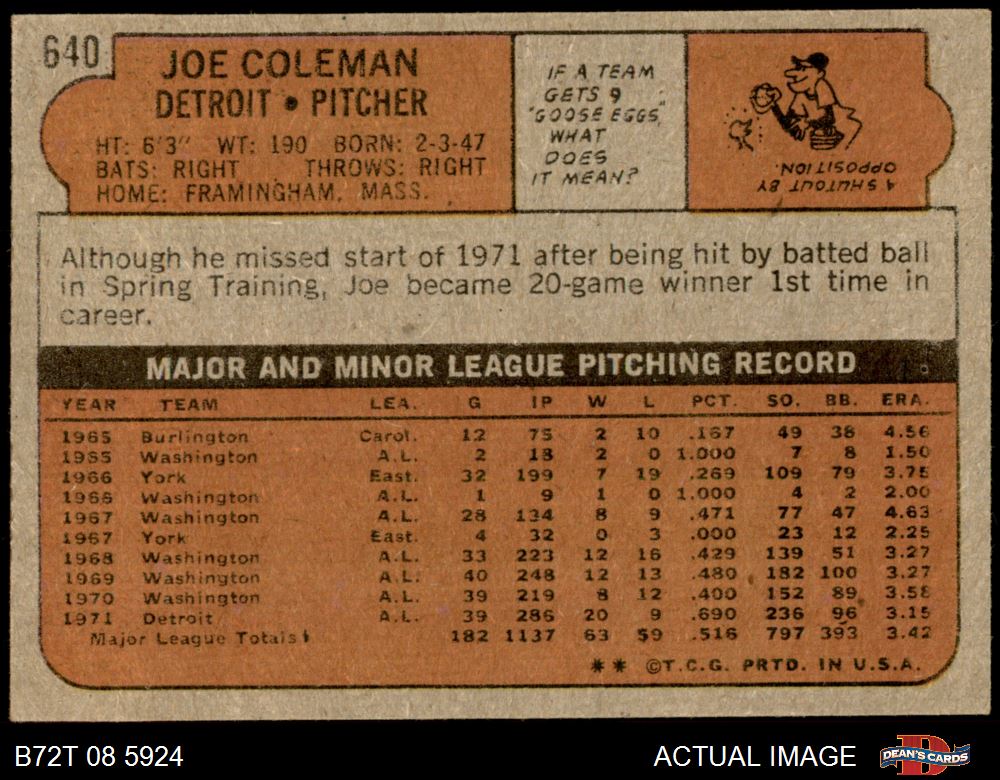 640
JOE COLEMAN
DETROIT • PITCHER
HT: 6'3" WT: 190 BORN: 2-3-47
BATS: RIGHT THROWS: RIGHT
HOME: FRAMINGHAM, MASS.
IF A TEAM
GETS 9
"GOOSE EGGS,"
WHAT
DOES
IT MEAN?
A SHUTOUT BY
OPPOSITION.
Although he missed start of 1971 after being hit by batted ball
in Spring Training, Joe became 20-game winner 1st time in
career.
MAJOR AND MINOR LEAGUE PITCHING RECORD
YEAR TEAM LEA. G IP W L PCT. SO. BB. ERA.
1965 Burlington Carol. 12 75 2 10 .167 49 38 4.56
1965 Washington A.L. 2 18 2 0 1.000 7 8 1.50
1966 York East. 32 199 7 19 .269 109 79 3.75
1966 Washington A.L. 1 9 1 0 1.000 4 2 2.00
1967 Washington A.L. 28 134 8 9 .471 77 47 4.63
1967 York East. 4 32 0 3 .000 23 12 2.25
1968 Washington A.L. 33 223 12 16 .429 139 51 3.27
1969 Washington A.L. 40 248 12 13 .480 182 100 3.27
1970 Washington A.L. 39 219 8 12 .400 152 89 3.58
1971 Detroit A.L. 39 286 20 9 .690 236 96 3.15
Major League Totals 182 1137 63 59 .516 797 393 3.42
** ©T.C.G. PRTD. IN U.S.A.
B72T 08 5924
ACTUAL IMAGE
DEAN'S CARDS